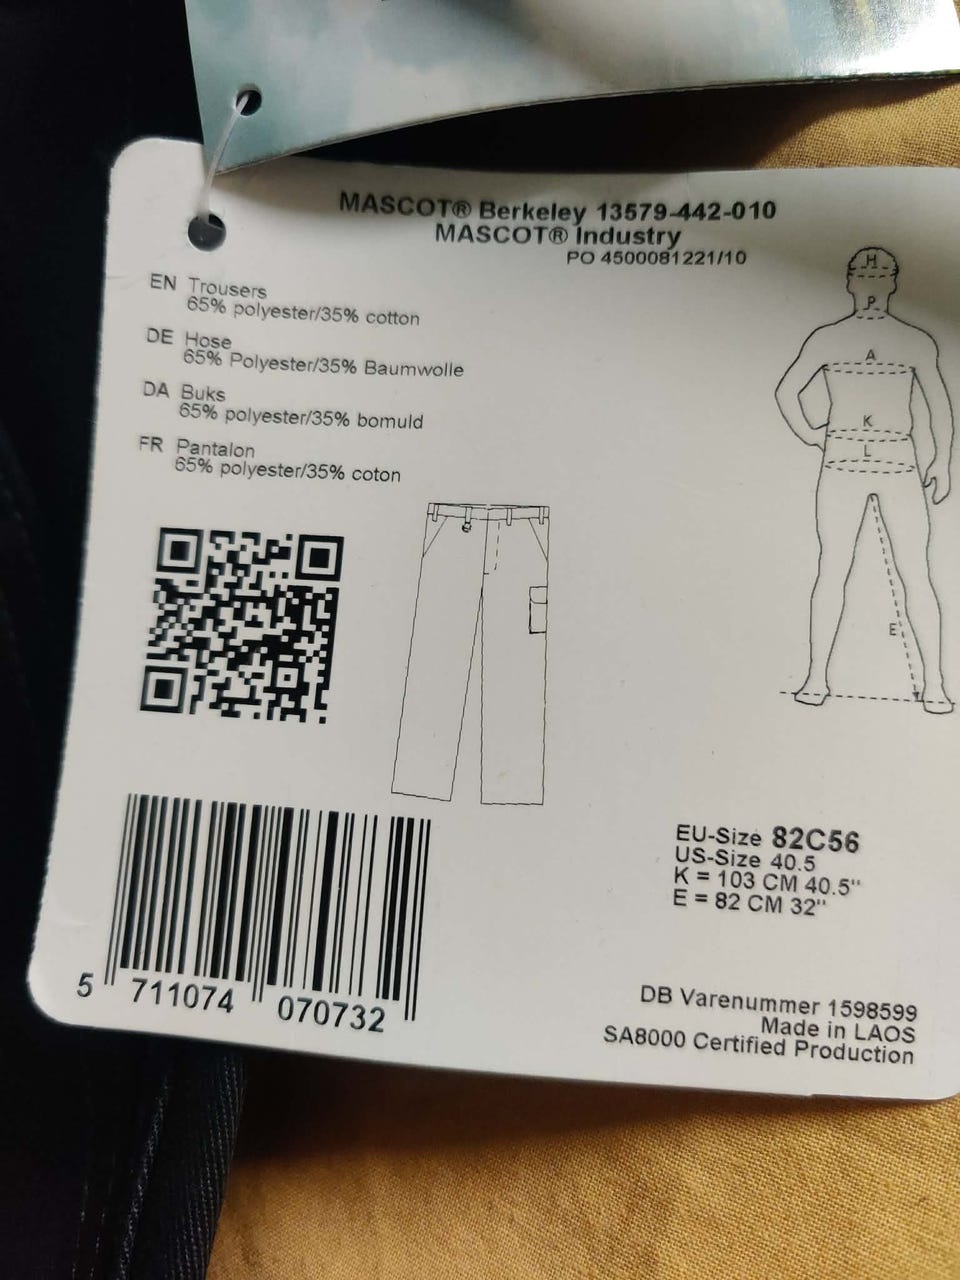 MASCOT® Berkeley 13579-442-010
MASCOT® Industry
PO 4500081221/10
EN Trousers
65% polyester/35% cotton
DE Hose
65% Polyester/35% Baumwolle
DA Buks
65% polyester/35% bomuld
FR Pantalon
65% polyester/35% coton
H
P
A
K
L
E
EU-Size 82C56
US-Size 40.5
K = 103 CM 40.5"
E = 82 CM 32"
5 711074 070732
DB Varenummer 1598599
Made in LAOS
SA8000 Certified Production